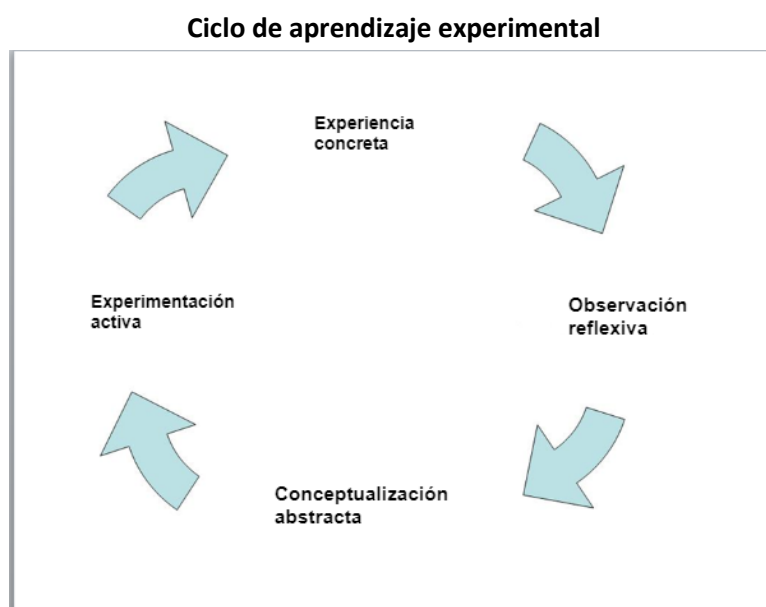 Ciclo de aprendizaje experimental
Experiencia
concreta
Observación
reflexiva
Conceptualización
abstracta
Experimentación
activa